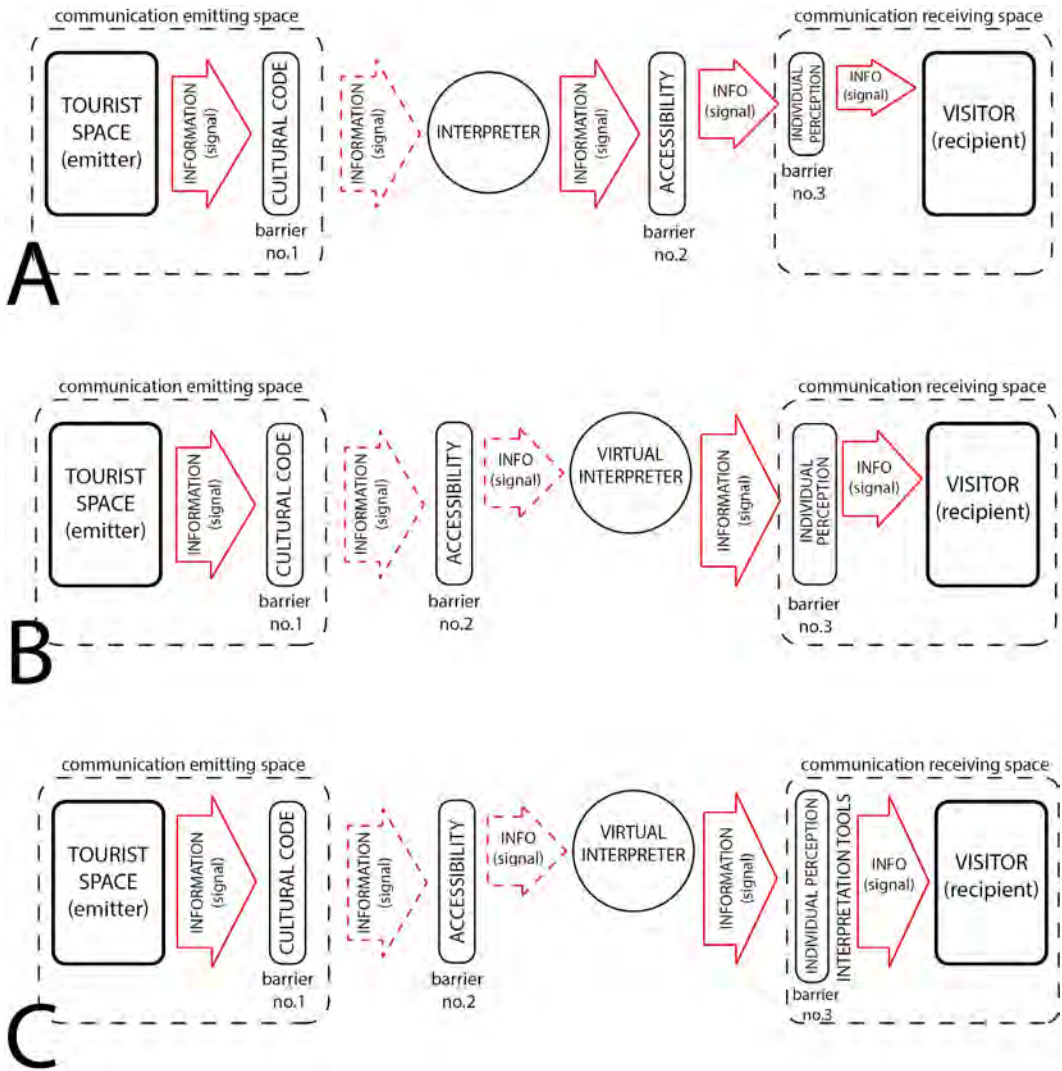 communication emitting space
communication receiving space
TOURIST
SPACE
(emitter)
INFORMATION
(signal)
CULTURAL CODE
barrier
no.1
INFORMATION
(signal)
INTERPRETER
INFORMATION
(signal)
ACCESSIBILITY
barrier
no.2
INFO
(signal)
INDIVIDUAL
PERCEPTION
barrier
no.3
INFO
(signal)
VISITOR
(recipient)
A
communication emitting space
communication receiving space
TOURIST
SPACE
(emitter)
INFORMATION
(signal)
CULTURAL CODE
barrier
no.1
INFORMATION
(signal)
ACCESSIBILITY
barrier
no.2
INFO
(signal)
VIRTUAL
INTERPRETER
INFORMATION
(signal)
INDIVIDUAL
PERCEPTION
barrier
no.3
INFO
(signal)
VISITOR
(recipient)
B
communication emitting space
communication receiving space
TOURIST
SPACE
(emitter)
INFORMATION
(signal)
CULTURAL CODE
barrier
no.1
INFORMATION
(signal)
ACCESSIBILITY
barrier
no.2
INFO
(signal)
VIRTUAL
INTERPRETER
INFORMATION
(signal)
INDIVIDUAL PERCEPTION
INTERPRETATION TOOLS
barrier
no.3
INFO
(signal)
VISITOR
(recipient)
C